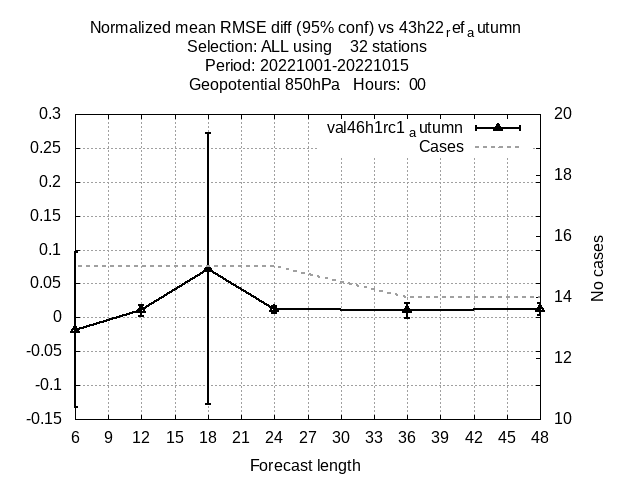 Normalized mean RMSE diff (95% conf) vs 43h22refautumn
Selection: ALL using 32 stations
Period: 20221001-20221015
Geopotential 850hPa Hours: 00
val46h1rc1autumn
Cases
0.3
0.25
0.2
0.15
0.1
0.05
0
-0.05
-0.1
-0.15
20
18
16
14
12
10
No cases
6 9 12 15 18 21 24 27 30 33 36 39 42 45 48
Forecast length